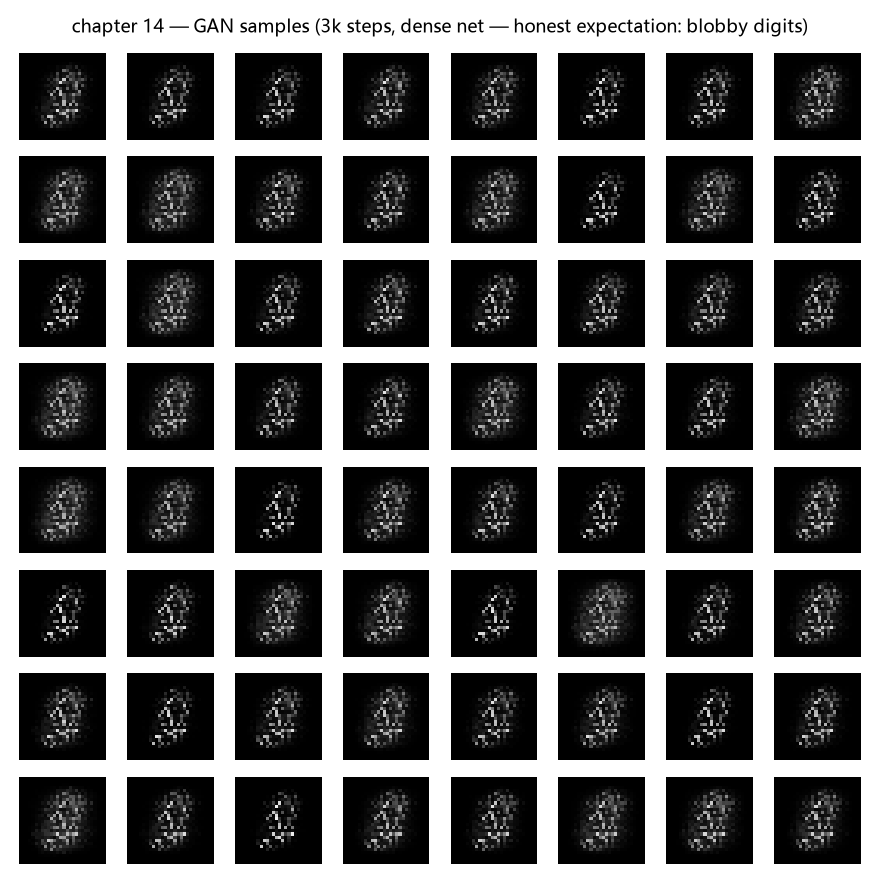 chapter 14 — GAN samples (3k steps, dense net — honest expectation: blobby digits)